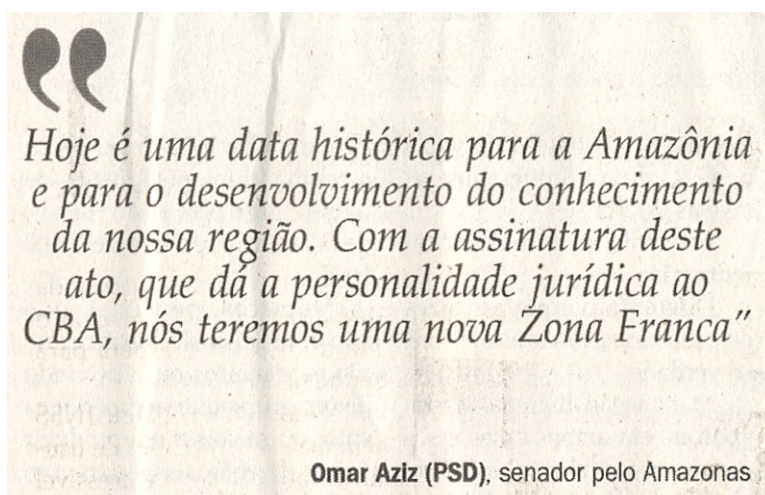 “
Hoje é uma data histórica para a Amazônia
e para o desenvolvimento do conhecimento
da nossa região. Com a assinatura deste
ato, que dá a personalidade jurídica ao
CBA, nós teremos uma nova Zona Franca”
Omar Aziz (PSD), senador pelo Amazonas